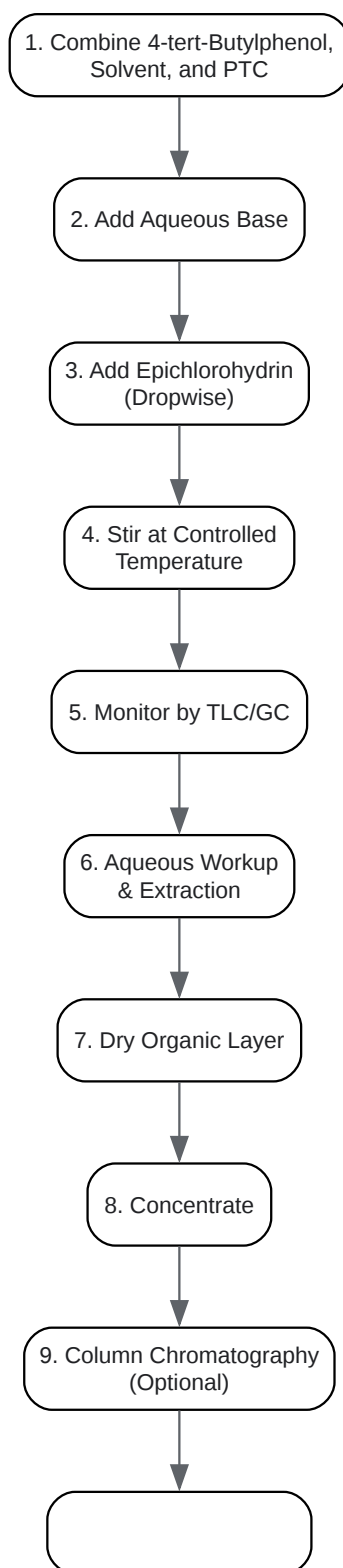 1. Combine 4-tert-Butylphenol,
Solvent, and PTC
2. Add Aqueous Base
3. Add Epichlorohydrin
(Dropwise)
4. Stir at Controlled
Temperature
5. Monitor by TLC/GC
6. Aqueous Workup
& Extraction
7. Dry Organic Layer
8. Concentrate
9. Column Chromatography
(Optional)